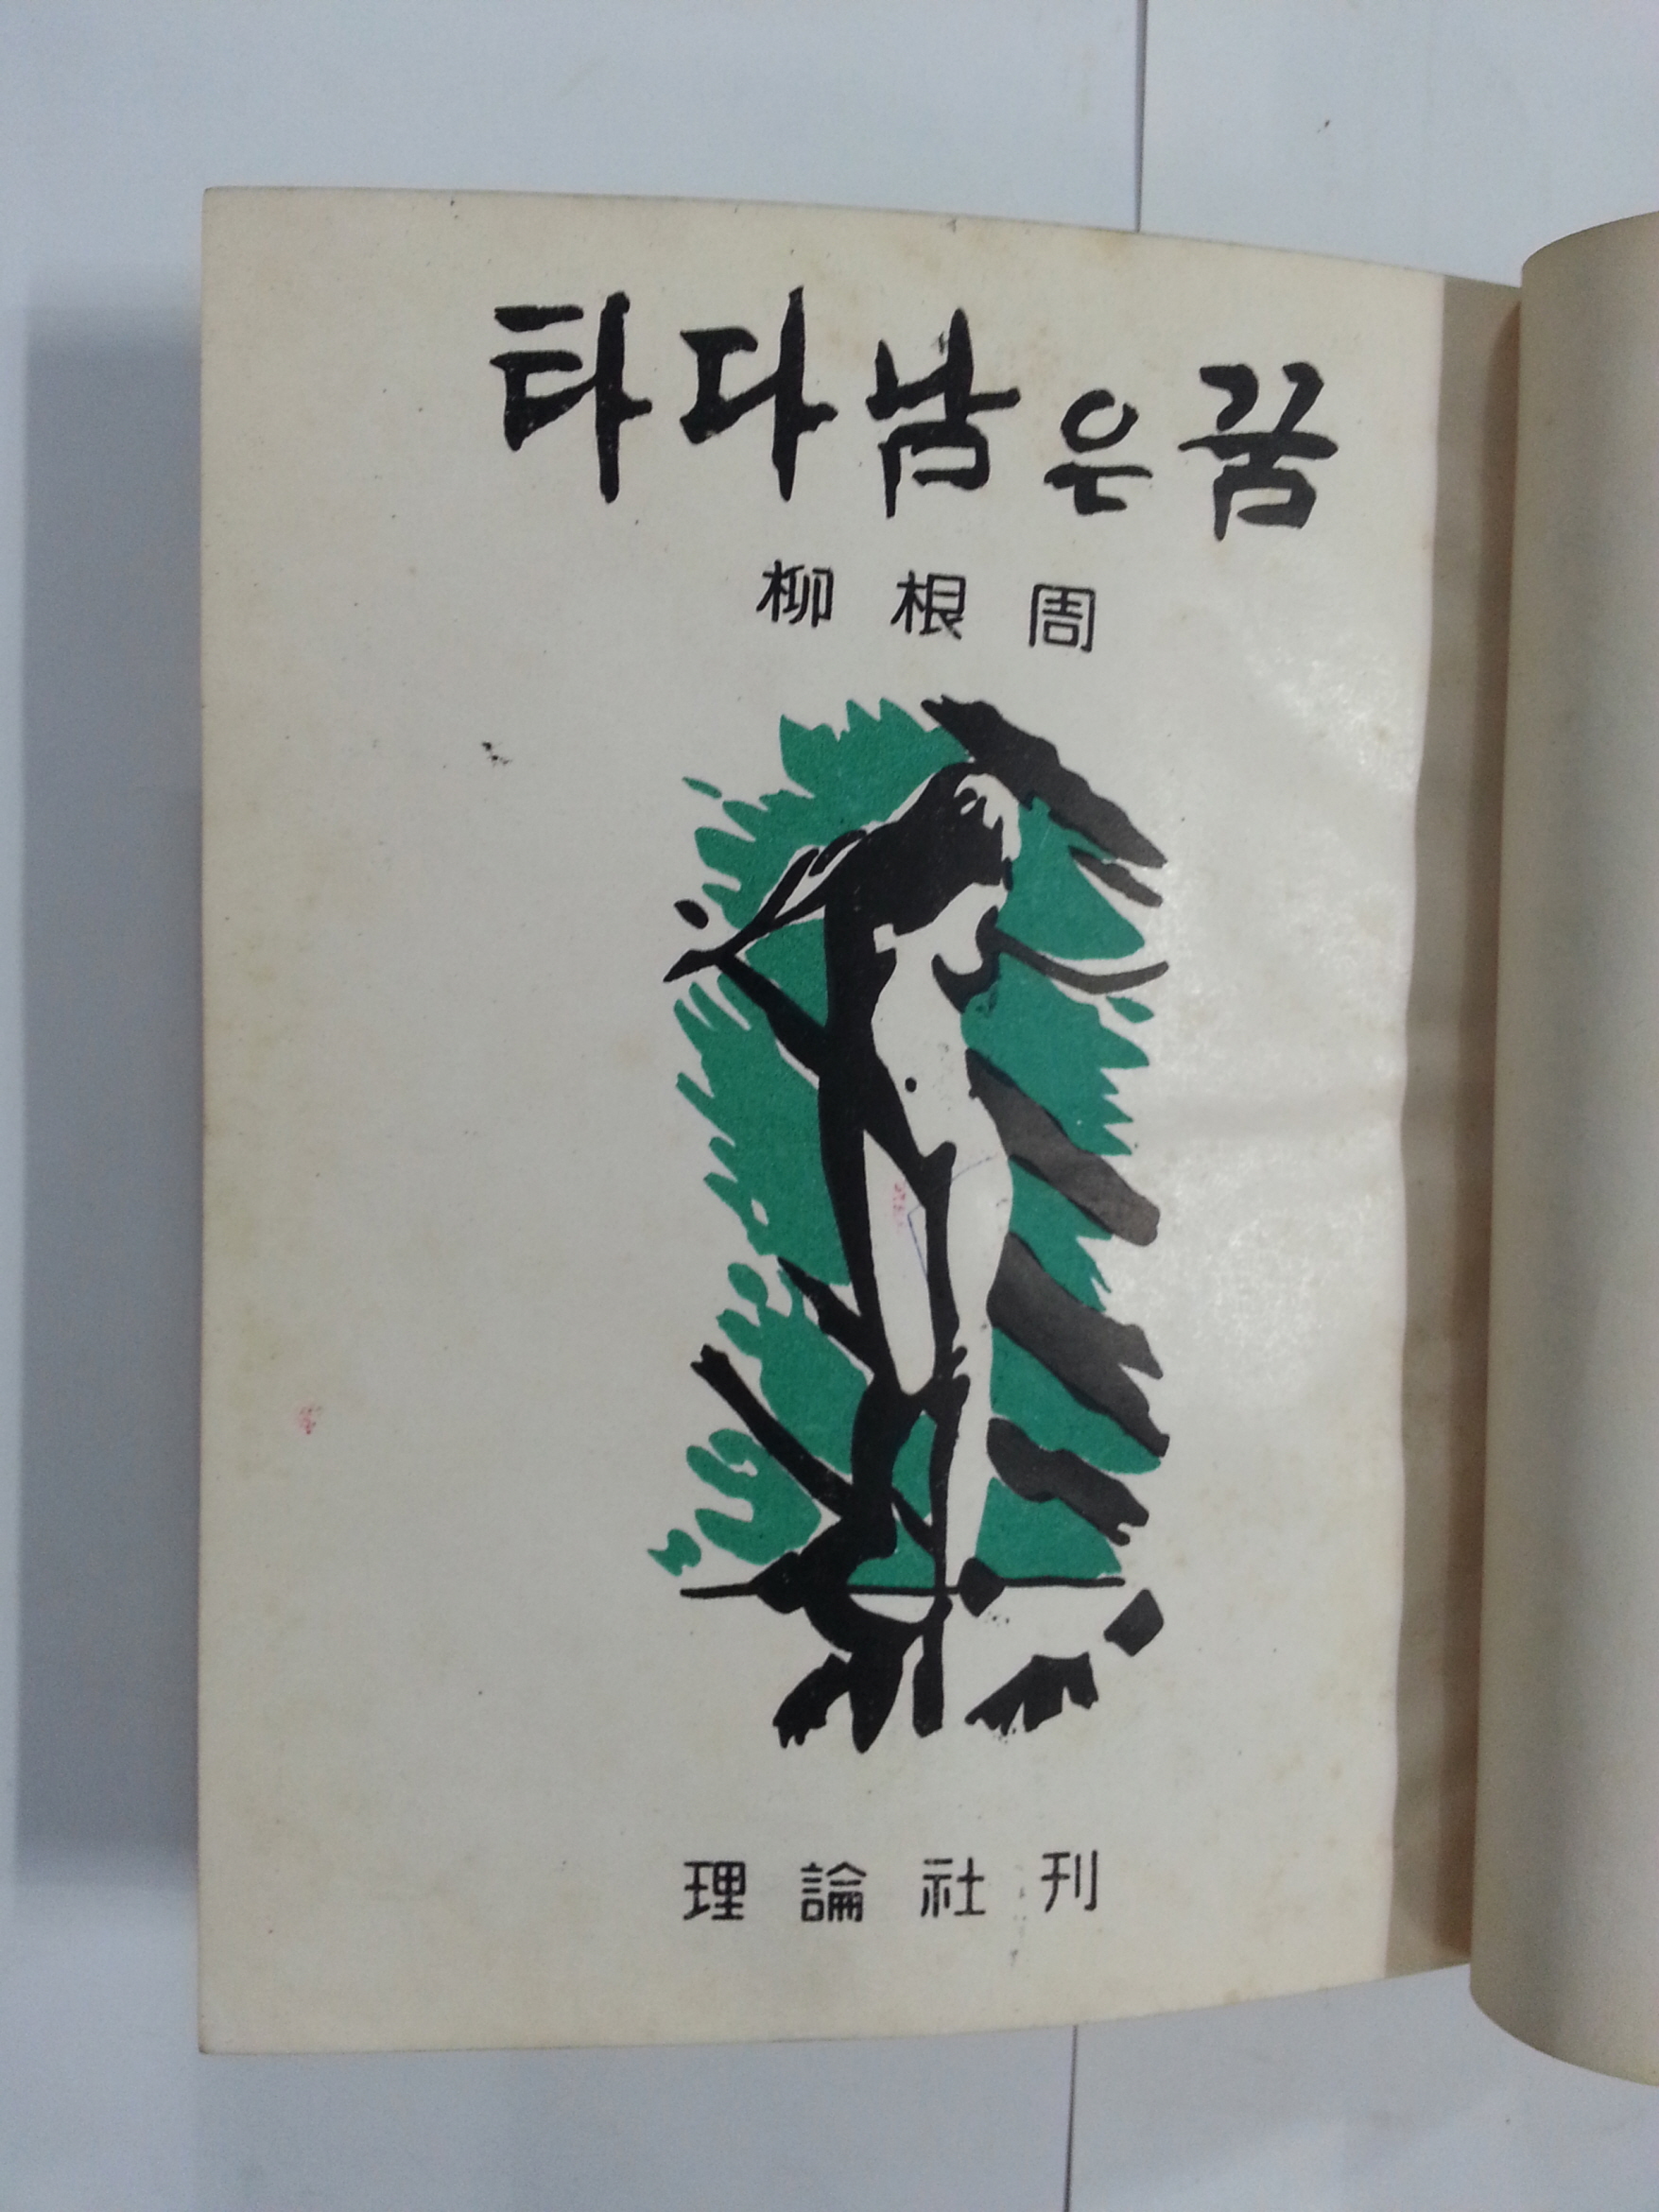 타다 남은 꿈
柳根周
理論社刊